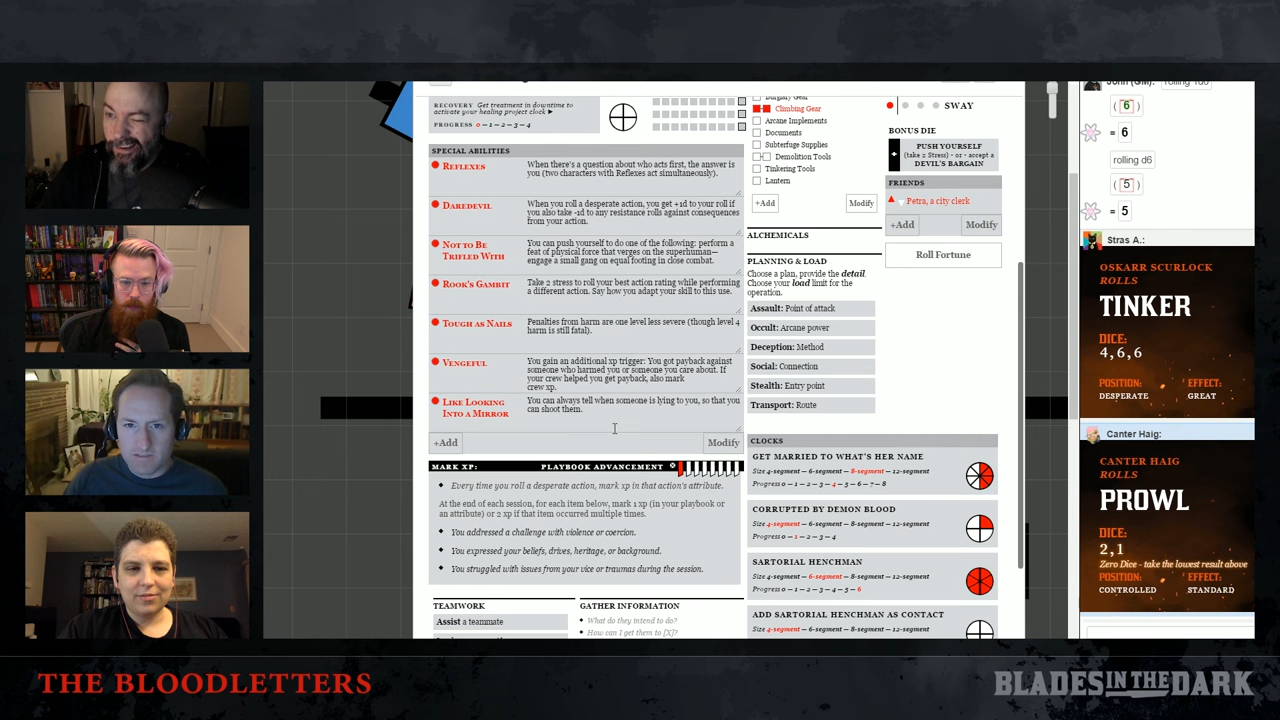 RECOVERY Get treatment in downtime to
activate your healing project clock ►
PROGRESS 0 — 1 — 2 — 3 — 4
SPECIAL ABILITIES
REFLEXES
When there's a question about who acts first, the answer is
you (two characters with Reflexes act simultaneously).
DAREDEVIL
When you roll a desperate action, you get +1d to your roll if
you also take -1d to any resistance rolls against consequences
from your action.
NOT TO BE
TRIFLED WITH
You can push yourself to do one of the following: perform a
feat of physical force that verges on the superhuman—
engage a small gang on equal footing in close combat.
ROOK'S GAMBIT
Take 2 stress to roll your best action rating while performing
a different action. Say how you adapt your skill to this use.
TOUGH AS NAILS
Penalties from harm are one level less severe (though level 4
harm is still fatal).
VENGEFUL
You gain an additional xp trigger: You got payback against
someone who harmed you or someone you care about. If
your crew helped you get payback, also mark
crew xp.
LIKE LOOKING
INTO A MIRROR
You can always tell when someone is lying to you, so that you
can shoot them.
+Add
Modify
MARK XP:
PLAYBOOK ADVANCEMENT
Every time you roll a desperate action, mark xp in that action's attribute.
At the end of each session, for each item below, mark 1 xp (in your playbook or
an attribute) or 2 xp if that item occurred multiple times.
You addressed a challenge with violence or coercion.
You expressed your beliefs, drives, heritage, or background.
You struggled with issues from your vice or traumas during the session.
TEAMWORK
Assist a teammate
GATHER INFORMATION
What do they intend to do?
How can I get them to [X]?
Climbing Gear
Arcane Implements
Documents
Subterfuge Supplies
Demolition Tools
Tinkering Tools
Lantern
+Add
Modify
ALCHEMICALS
PLANNING & LOAD
Choose a plan, provide the detail.
Choose your load limit for the
operation.
Assault: Point of attack
Occult: Arcane power
Deception: Method
Social: Connection
Stealth: Entry point
Transport: Route
SWAY
BONUS DIE
PUSH YOURSELF
(take 2 Stress) - or - accept a
DEVIL'S BARGAIN
FRIENDS
Petra, a city clerk
+Add
Modify
Roll Fortune
CLOCKS
GET MARRIED TO WHAT'S HER NAME
Size 4-segment — 6-segment — 8-segment — 12-segment
Progress 0 — 1 — 2 — 3 — 4 — 5 — 6 — 7 — 8
CORRUPTED BY DEMON BLOOD
Size 4-segment — 6-segment — 8-segment — 12-segment
Progress 0 — 1 — 2 — 3 — 4
SARTORIAL HENCHMAN
Size 4-segment — 6-segment — 8-segment — 12-segment
Progress 0 — 1 — 2 — 3 — 4 — 5 — 6
ADD SARTORIAL HENCHMAN AS CONTACT
Size 4-segment — 6-segment — 8-segment — 12-segment
John (GM):
( 6 )
= 6
rolling d6
( 5 )
= 5
Stras A.:
OSKARR SCURLOCK
ROLLS
TINKER
DICE:
4,6,6
POSITION:
DESPERATE
EFFECT:
GREAT
Canter Haig:
CANTER HAIG
ROLLS
PROWL
DICE:
2,1
Zero Dice - take the lowest result above
POSITION:
CONTROLLED
EFFECT:
STANDARD
THE BLOODLETTERS
BLADES IN THE DARK